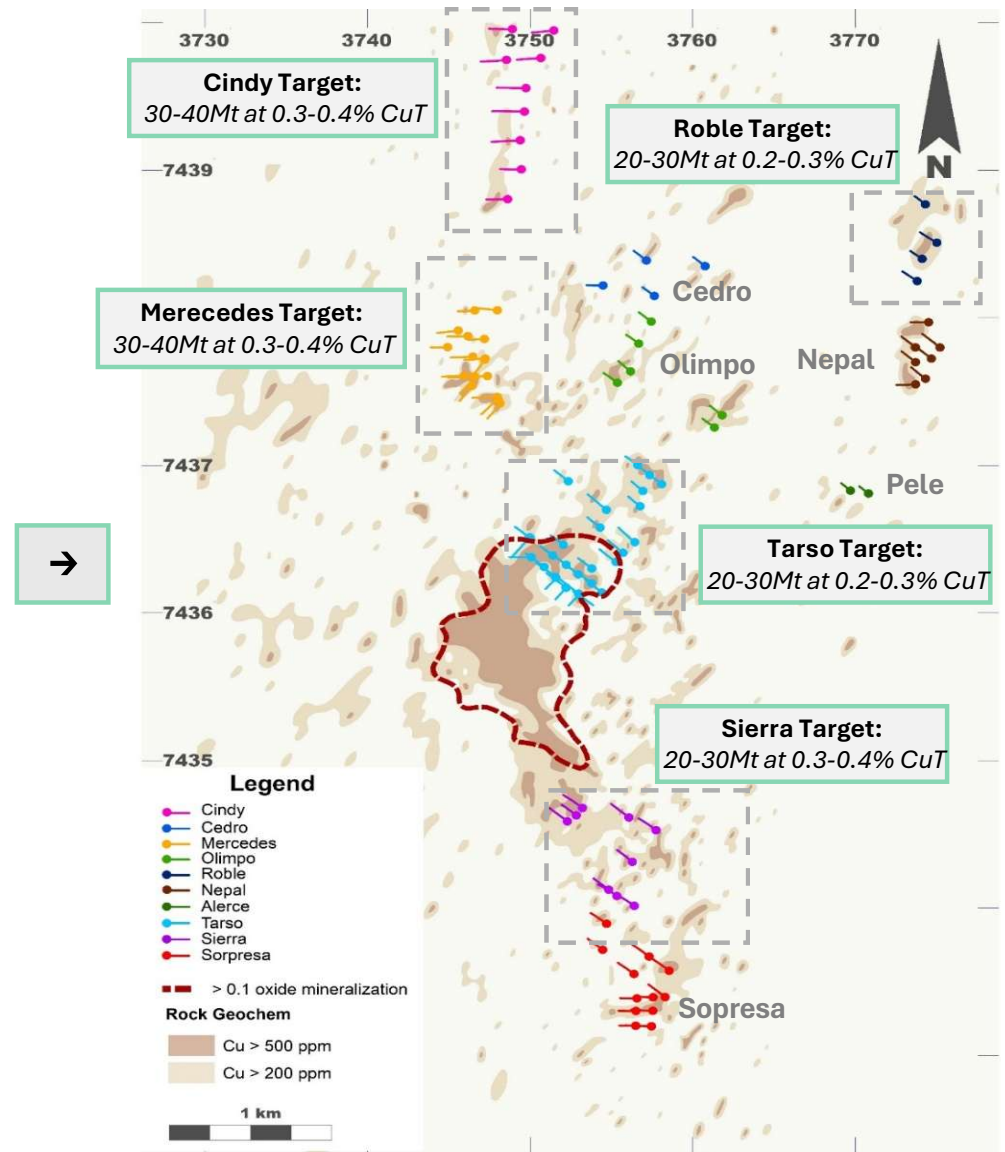 3730 3740 3750 3760 3770
Cindy Target:
30-40Mt at 0.3-0.4% CuT
Roble Target:
20-30Mt at 0.2-0.3% CuT
N
7439
Cedro
Merecedes Target:
30-40Mt at 0.3-0.4% CuT
Olimpo
Nepal
7437
Pele
→
Tarso Target:
20-30Mt at 0.2-0.3% CuT
7436
Sierra Target:
20-30Mt at 0.3-0.4% CuT
7435
Legend
Cindy
Cedro
Mercedes
Olimpo
Roble
Nepal
Alerce
Tarso
Sierra
Sorpresa
> 0.1 oxide mineralization
Rock Geochem
Cu > 500 ppm
Cu > 200 ppm
1 km
Sopresa